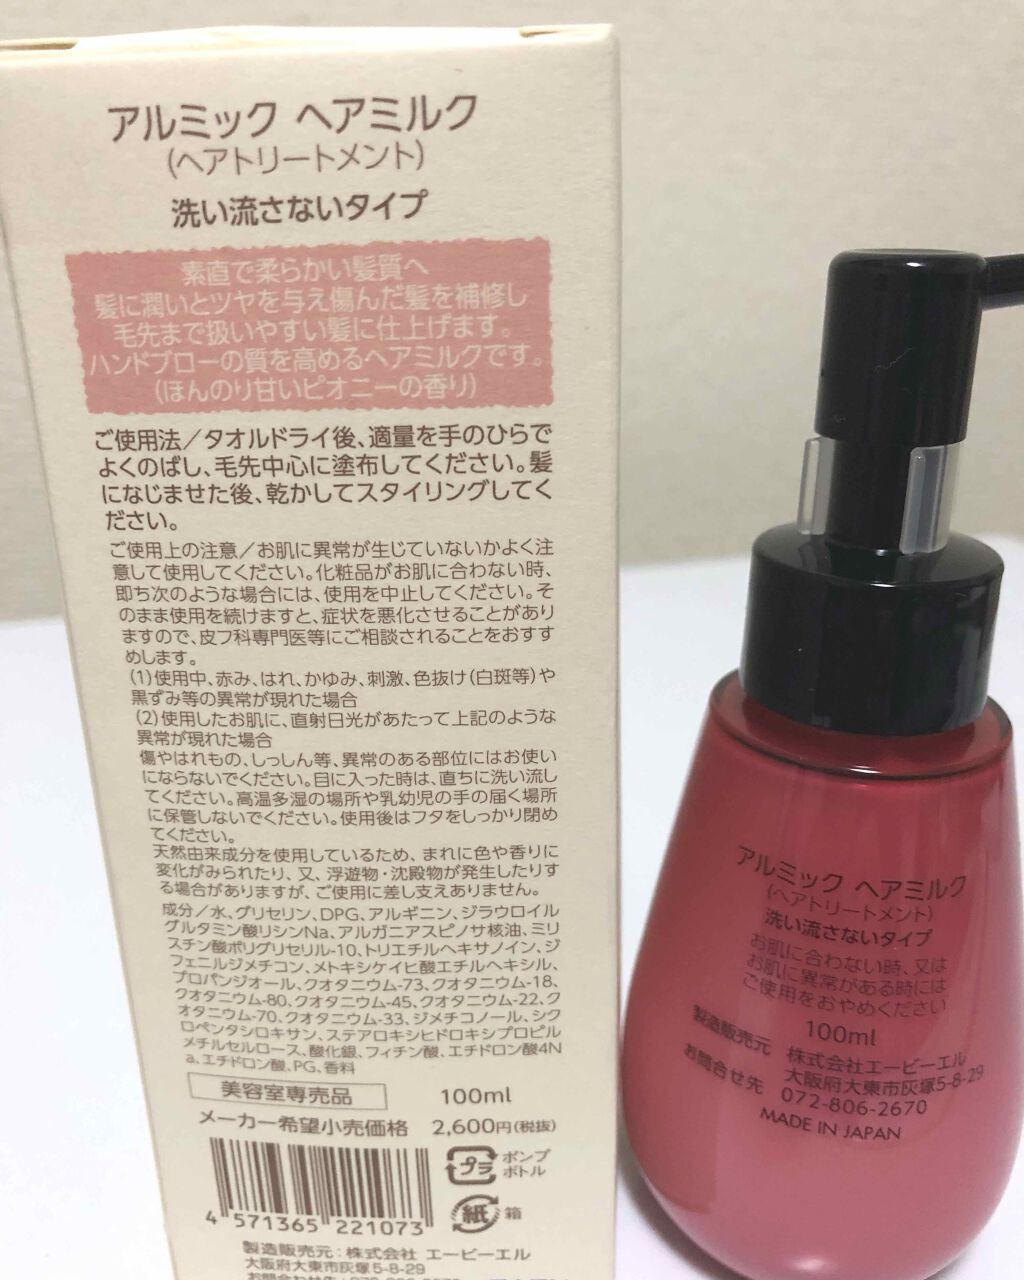 アルミック ヘアミルク
(ヘアトリートメント)
洗い流さないタイプ
素直で柔らかい髪質へ
髪に潤いとツヤを与え傷んだ髪を補修し
毛先まで扱いやすい髪に仕上げます。
ハンドブローの質を高めるヘアミルクです。
(ほんのり甘いピオニーの香り)
ご使用法/タオルドライ後、適量を手のひらで
よくのばし、毛先中心に塗布してください。髪
になじませた後、乾かしてスタイリングしてく
ださい。
ご使用上の注意/お肌に異常が生じていないかよく注
意して使用してください。化粧品がお肌に合わない時、
即ち次のような場合には、使用を中止してください。そ
のまま使用を続けますと、症状を悪化させることがあり
ますので、皮フ科専門医等にご相談されることをおすす
めします。
(1)使用中、赤み、はれ、かゆみ、刺激、色抜け(白斑等)や
黒ずみ等の異常が現れた場合
(2)使用したお肌に、直射日光があたって上記のような
異常が現れた場合
傷やはれもの、しっしん等、異常のある部位にはお使い
にならないでください。目に入った時は、直ちに洗い流し
てください。高温多湿の場所や乳幼児の手の届く場所
に保管しないでください。使用後はフタをしっかり閉め
てください。
天然由来成分を使用しているため、まれに色や香りに
変化がみられたり、又、浮遊物・沈殿物が発生したりす
る場合がありますが、ご使用に差し支えありません。
成分/水、グリセリン、DPG、アルギニン、ジラウロイル
グルタミン酸リシンNa、アルガニアスピノサ核油、ミリ
スチン酸ポリグリセリル-10、トリエチルヘキサノイン、ジ
フェニルジメチコン、メトキシケイヒ酸エチルヘキシル、
プロパンジオール、クオタニウム-73、クオタニウム-18、
クオタニウム-80、クオタニウム-45、クオタニウム-22、ク
オタニウム-70、クオタニウム-33、ジメチコノール、シク
ロペンタシロキサン、ステアロキシヒドロキシプロピル
メチルセルロース、酸化銀、フィチン酸、エチドロン酸4N
a、エチドロン酸、PG、香料
美容室専売品 100ml
メーカー希望小売価格 2,600円(税抜)
プラ ポンプ
ボトル
紙 箱
4 571365 221073
製造販売元:株式会社 エービーエル
大阪府大東市灰塚5-8-29
アルミック ヘアミルク
(ヘアトリートメント)
洗い流さないタイプ
お肌に合わない時、又は
お肌に異常がある時には
ご使用をおやめください
100ml
製造販売元 株式会社エービーエル
大阪府大東市灰塚5-8-29
お問合せ先 072-806-2670
MADE IN JAPAN